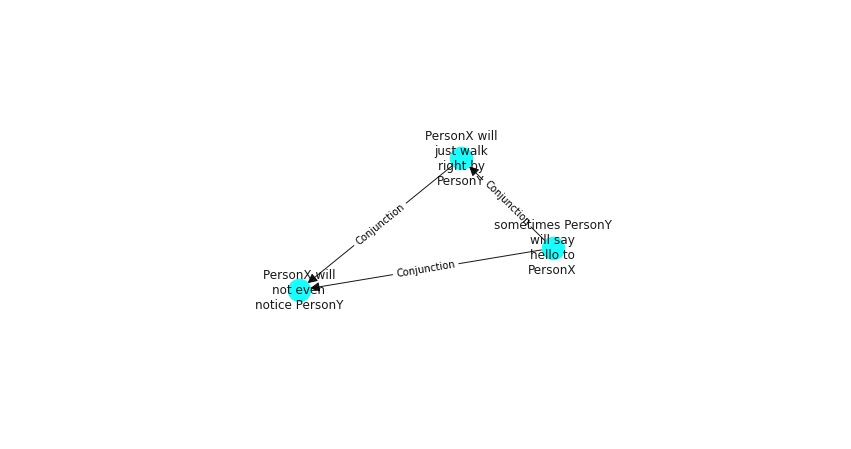 PersonX will
just walk
right by
PersonY
Conjunction
sometimes PersonY
will say
hello to
PersonX
Conjunction
Conjunction
PersonX will
not even
notice PersonY